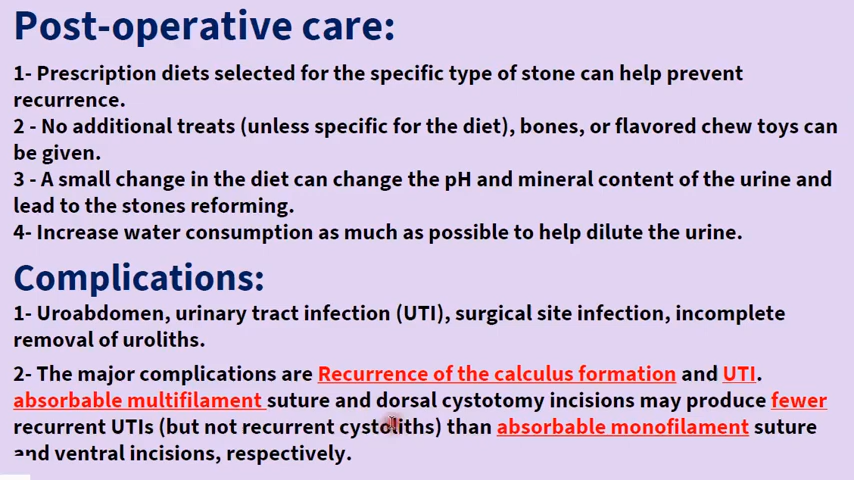 Post-operative care:
1- Prescription diets selected for the specific type of stone can help prevent
recurrence.
2 - No additional treats (unless specific for the diet), bones, or flavored chew toys can
be given.
3 - A small change in the diet can change the pH and mineral content of the urine and
lead to the stones reforming.
4- Increase water consumption as much as possible to help dilute the urine.
Complications:
1- Uroabdomen, urinary tract infection (UTI), surgical site infection, incomplete
removal of uroliths.
2- The major complications are Recurrence of the calculus formation and UTI.
absorbable multifilament suture and dorsal cystotomy incisions may produce fewer
recurrent UTIs (but not recurrent cystoliths) than absorbable monofilament suture
and ventral incisions, respectively.